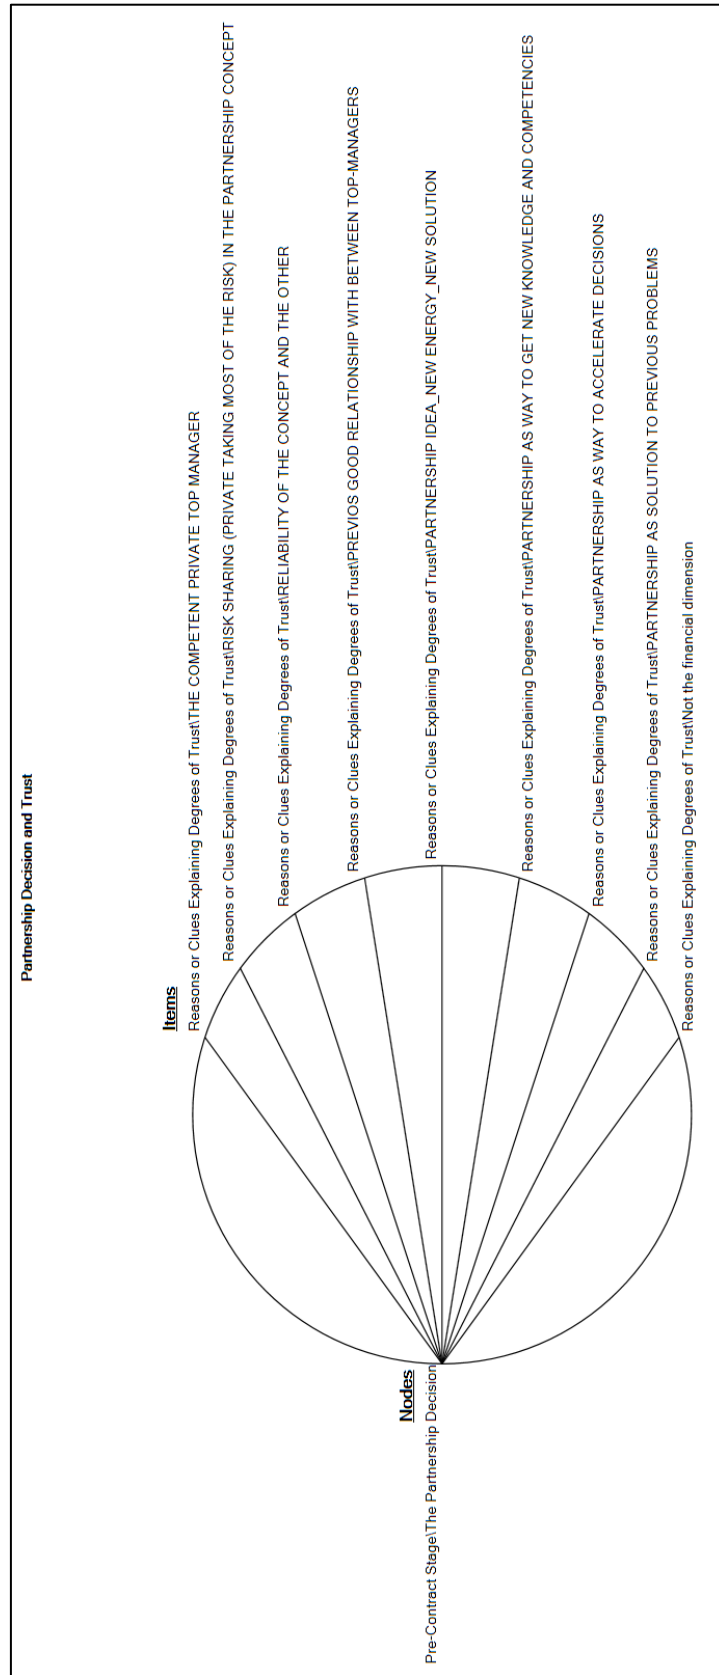 Partnership Decision and Trust
Items
Reasons or Clues Explaining Degrees of Trust\THE COMPETENT PRIVATE TOP MANAGER
Reasons or Clues Explaining Degrees of Trust\RISK SHARING (PRIVATE TAKING MOST OF THE RISK) IN THE PARTNERSHIP CONCEPT
Reasons or Clues Explaining Degrees of Trust\RELIABILITY OF THE CONCEPT AND THE OTHER
Reasons or Clues Explaining Degrees of Trust\PREVIOS GOOD RELATIONSHIP WITH BETWEEN TOP-MANAGERS
Nodes
Pre-Contract Stage\The Partnership Decision
Reasons or Clues Explaining Degrees of Trust\PARTNERSHIP IDEA_NEW ENERGY_NEW SOLUTION
Reasons or Clues Explaining Degrees of Trust\PARTNERSHIP AS WAY TO GET NEW KNOWLEDGE AND COMPETENCIES
Reasons or Clues Explaining Degrees of Trust\PARTNERSHIP AS WAY TO ACCELERATE DECISIONS
Reasons or Clues Explaining Degrees of Trust\PARTNERSHIP AS SOLUTION TO PREVIOUS PROBLEMS
Reasons or Clues Explaining Degrees of Trust\Not the financial dimension